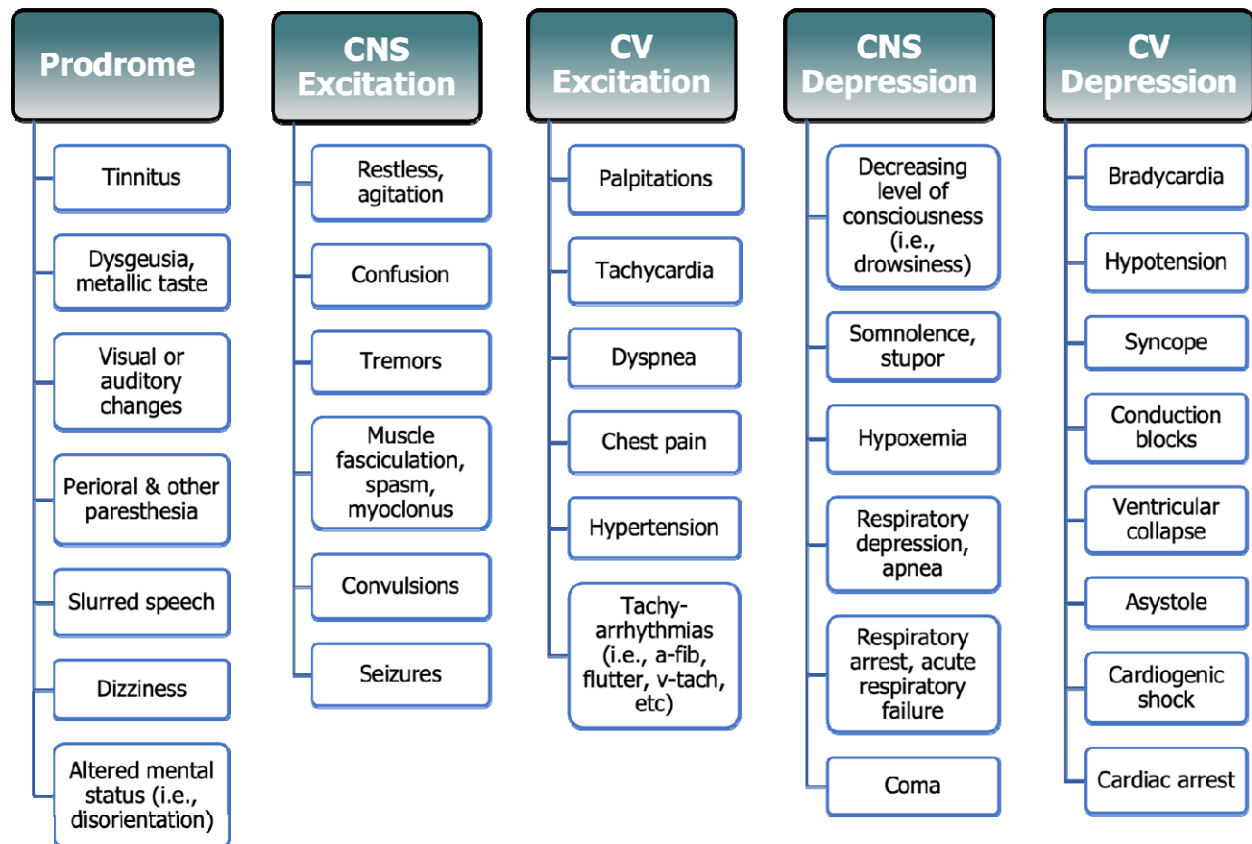 Prodrome
Tinnitus
Dysgeusia,
metallic taste
Visual or
auditory
changes
Perioral & other
paresthesia
Slurred speech
Dizziness
Altered mental
status (i.e.,
disorientation)
CNS
Excitation
Restless,
agitation
Confusion
Tremors
Muscle
fasciculation,
spasm,
myoclonus
Convulsions
Seizures
CV
Excitation
Palpitations
Tachycardia
Dyspnea
Chest pain
Hypertension
Tachy-
arrhythmias
(i.e., a-fib,
flutter, v-tach,
etc)
CNS
Depression
Decreasing
level of
consciousness
(i.e.,
drowsiness)
Somnolence,
stupor
Hypoxemia
Respiratory
depression,
apnea
Respiratory
arrest, acute
respiratory
failure
Coma
CV
Depression
Bradycardia
Hypotension
Syncope
Conduction
blocks
Ventricular
collapse
Asystole
Cardiogenic
shock
Cardiac arrest